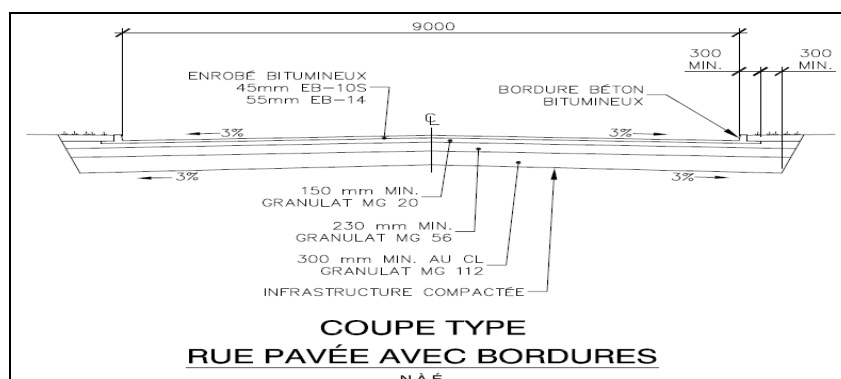 9000
300
MIN.
300
MIN.
ENROBÉ BITUMINEUX
45mm EB-10S
55mm EB-14
BORDURE BÉTON
BITUMINEUX
CL
3%
3%
3%
3%
150 mm MIN.
GRANULAT MG 20
230 mm MIN.
GRANULAT MG 56
300 mm MIN. AU CL
GRANULAT MG 112
INFRASTRUCTURE COMPACTÉE
COUPE TYPE
RUE PAVÉE AVEC BORDURES
N.À.É.